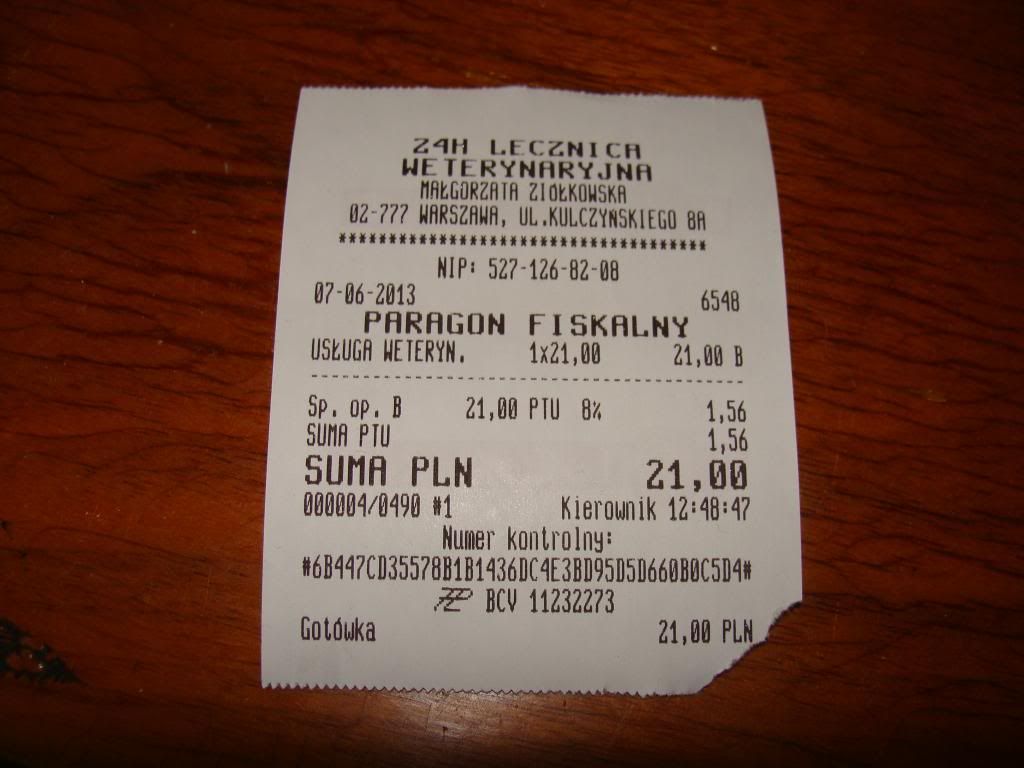 24H LECZNICA
WETERYNARYJNA
MAŁGORZATA ZIÓŁKOWSKA
02-777 WARSZAWA, UL.KULCZYŃSKIEGO 8A
************************************
NIP: 527-126-82-08
07-06-2013 6548
PARAGON FISKALNY
USŁUGA WETERYN. 1x21,00 21,00 B
Sp. op. B 21,00 PTU 8% 1,56
SUMA PTU 1,56
SUMA PLN 21,00
000004/0490 #1 Kierownik 12:48:47
Numer kontrolny:
#6B447CD35578B1B1436DC4E3BD95D5D660B0C5D4#
BCV 11232273
Gotówka 21,00 PLN